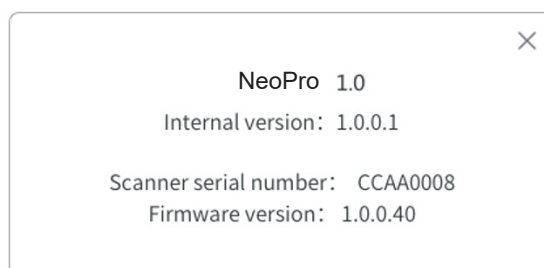 NeoPro 1.0
Internal version: 1.0.0.1
Scanner serial number: CCAA0008
Firmware version: 1.0.0.40